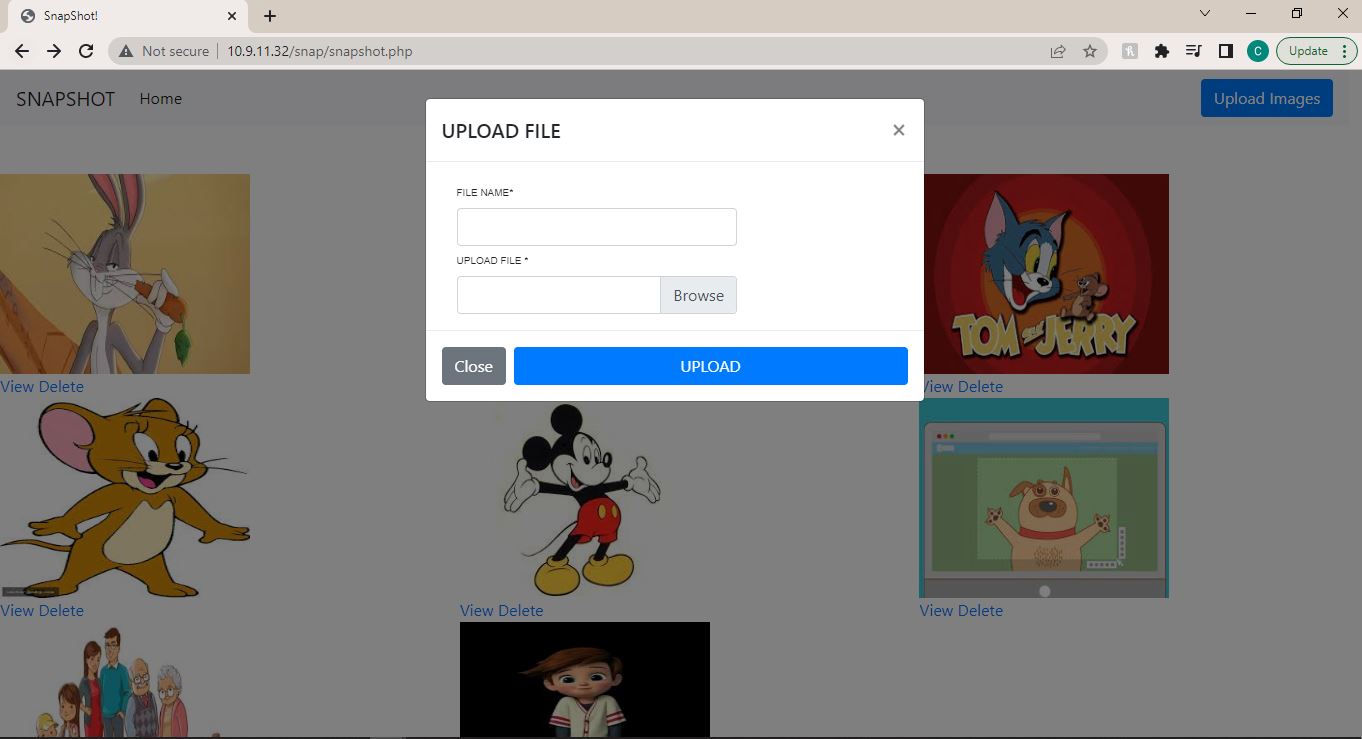 SnapShot!
Not secure 10.9.11.32/snap/snapshot.php
C
Update
SNAPSHOT Home
Upload Images
UPLOAD FILE
×
FILE NAME*
UPLOAD FILE *
Browse
Close UPLOAD
TOM and JERRY
View Delete
View Delete
View Delete
View Delete
View Delete